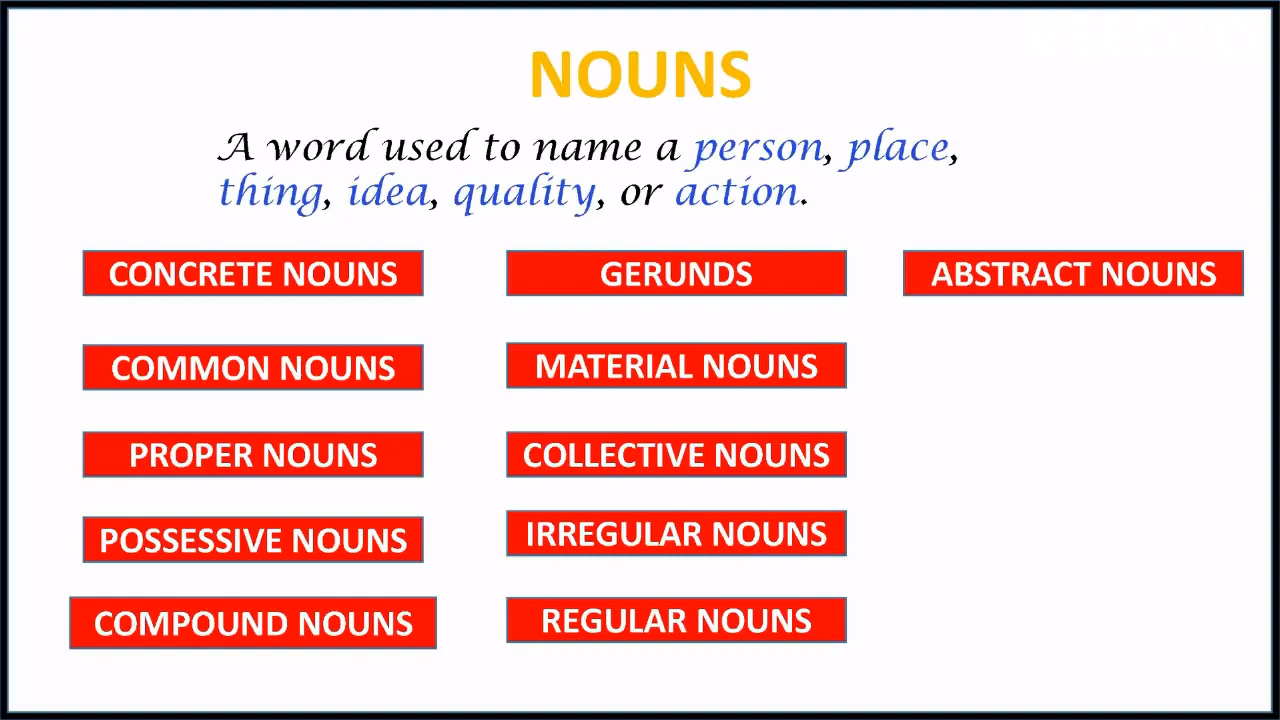 NOUNS
A word used to name a person, place,
thing, idea, quality, or action.
CONCRETE NOUNS
COMMON NOUNS
PROPER NOUNS
POSSESSIVE NOUNS
COMPOUND NOUNS
GERUNDS
MATERIAL NOUNS
COLLECTIVE NOUNS
IRREGULAR NOUNS
REGULAR NOUNS
ABSTRACT NOUNS